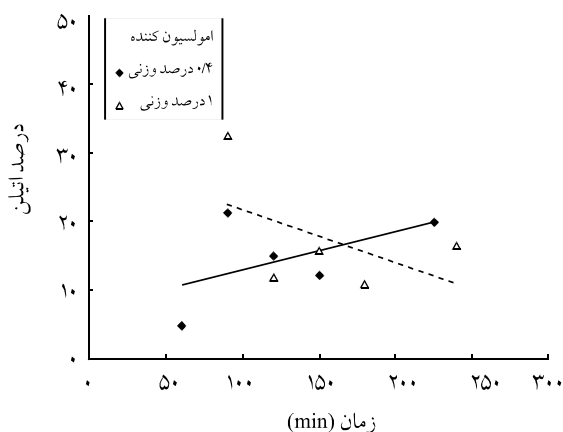 ۵۰
امولسیون کننده
۰/۴ درصد وزنی
۱ درصد وزنی
۴۰
۳۰
۲۰
۱۰
۰
درصد اتیلن
۰ ۵۰ ۱۰۰ ۱۵۰ ۲۰۰ ۲۵۰ ۳۰۰
زمان (min)